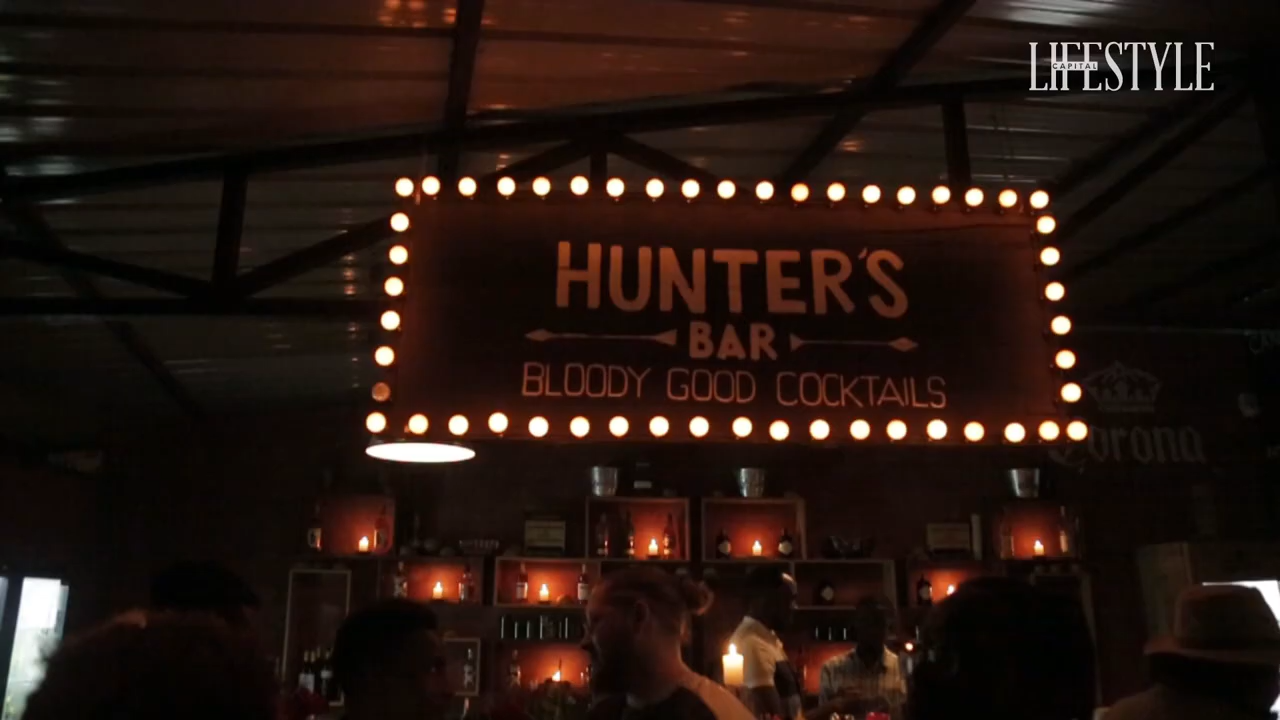 LIFESTYLE
CAPITAL
HUNTER'S
BAR
BLOODY GOOD COCKTAILS
Corona